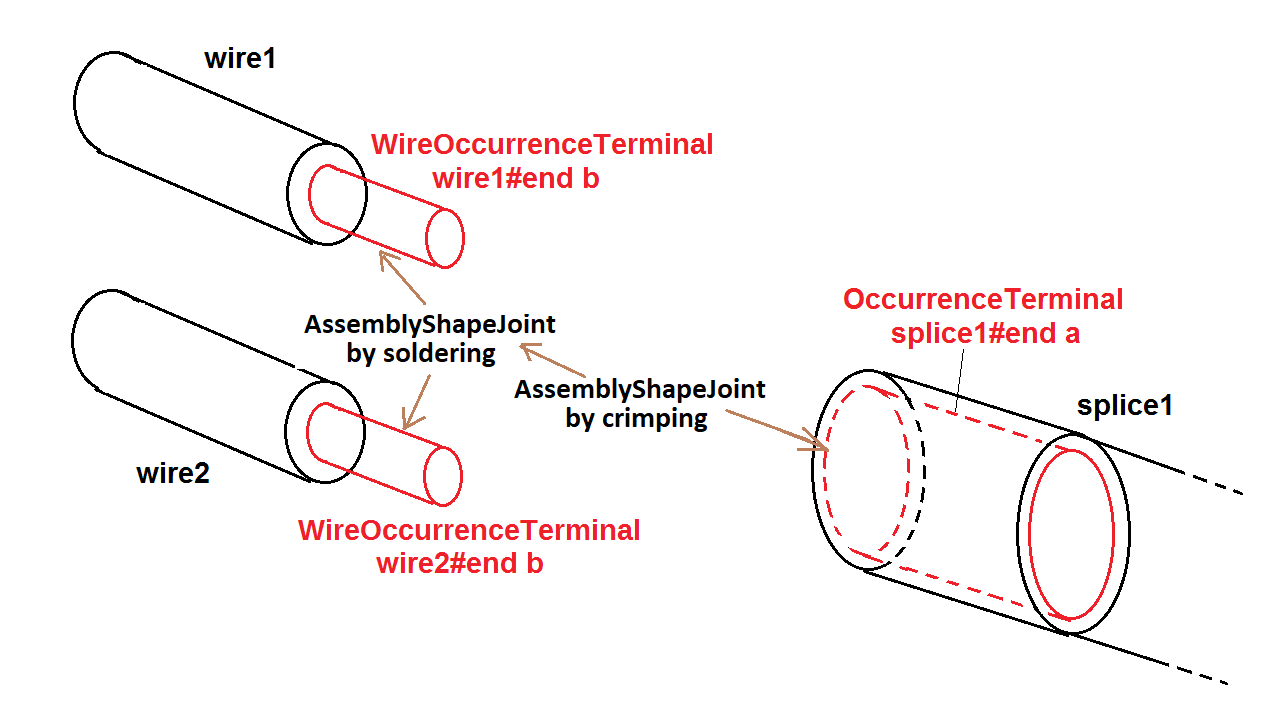 wire1
WireOccurrenceTerminal
wire1#end b
AssemblyShapeJoint
by soldering
OccurrenceTerminal
splice1#end a
AssemblyShapeJoint
by crimping
splice1
wire2
WireOccurrenceTerminal
wire2#end b